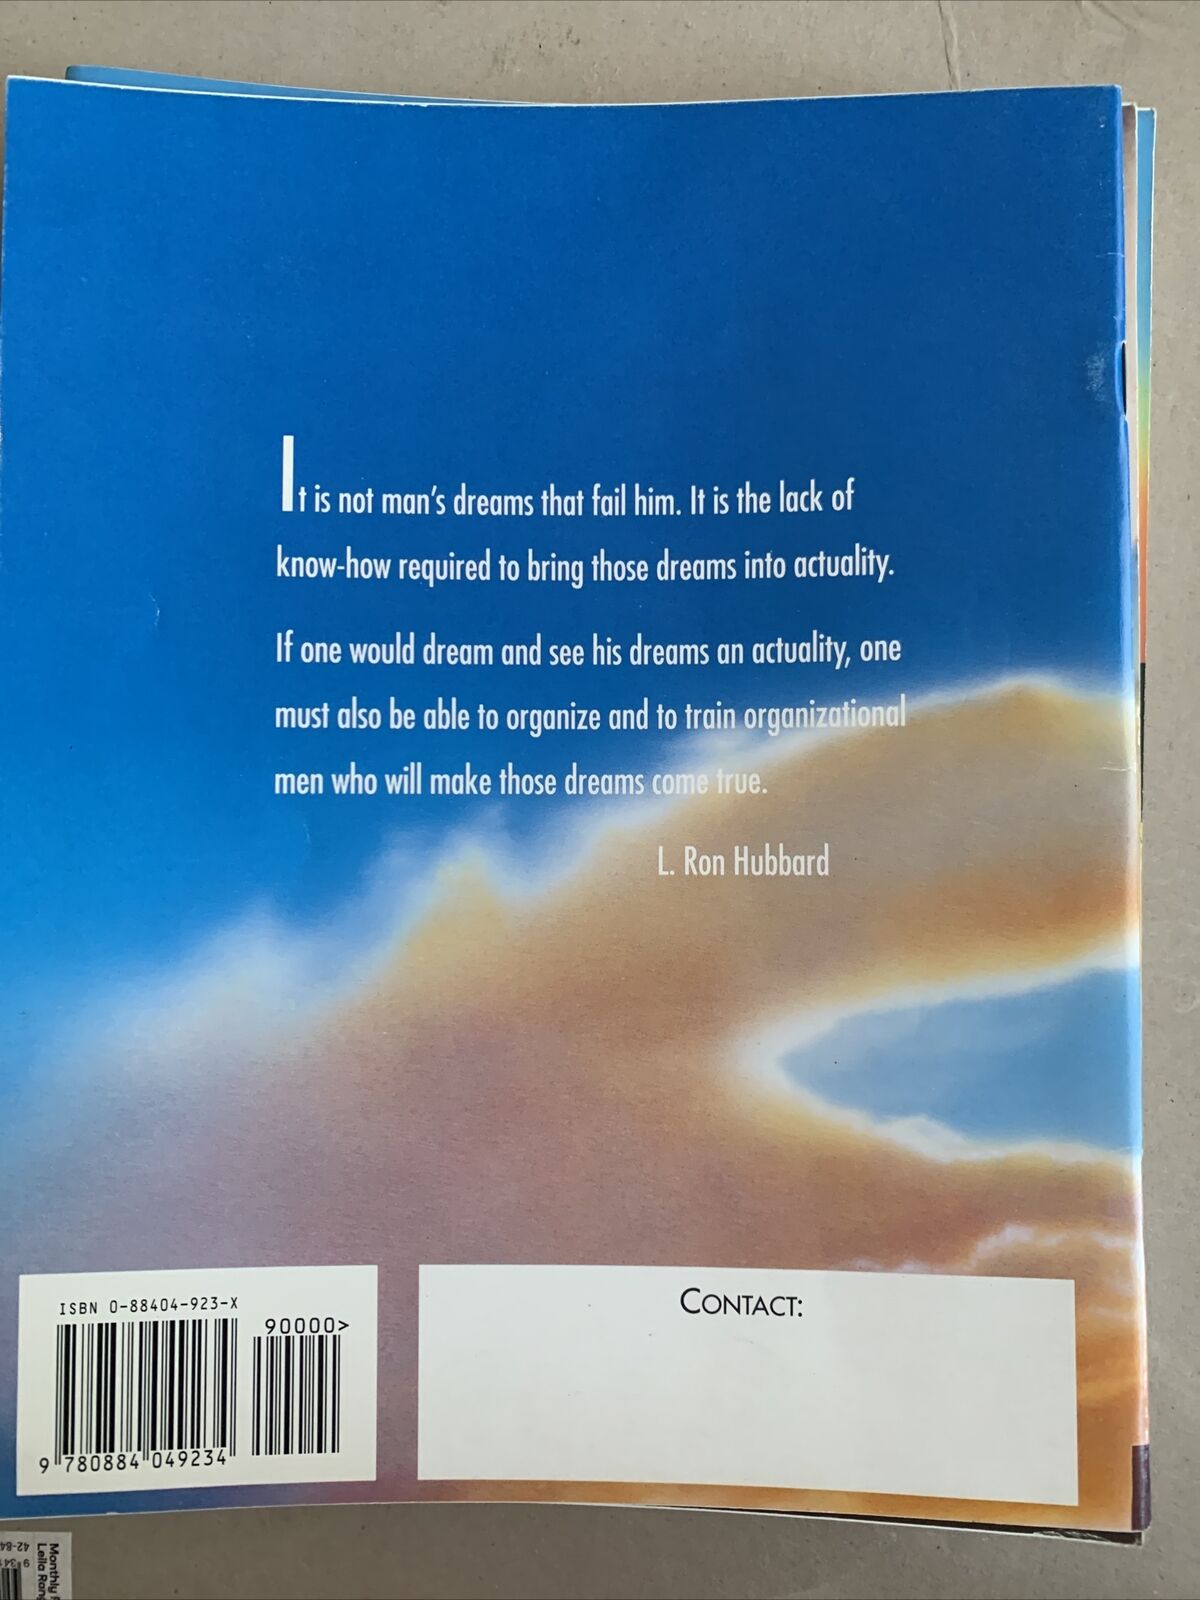 It is not man's dreams that fail him. It is the lack of
know-how required to bring those dreams into actuality.
If one would dream and see his dreams an actuality, one
must also be able to organize and to train organizational
men who will make those dreams come true.
L. Ron Hubbard
ISBN 0-88404-923-X
90000>
9 780884 049234
CONTACT:
Monthly
Leila